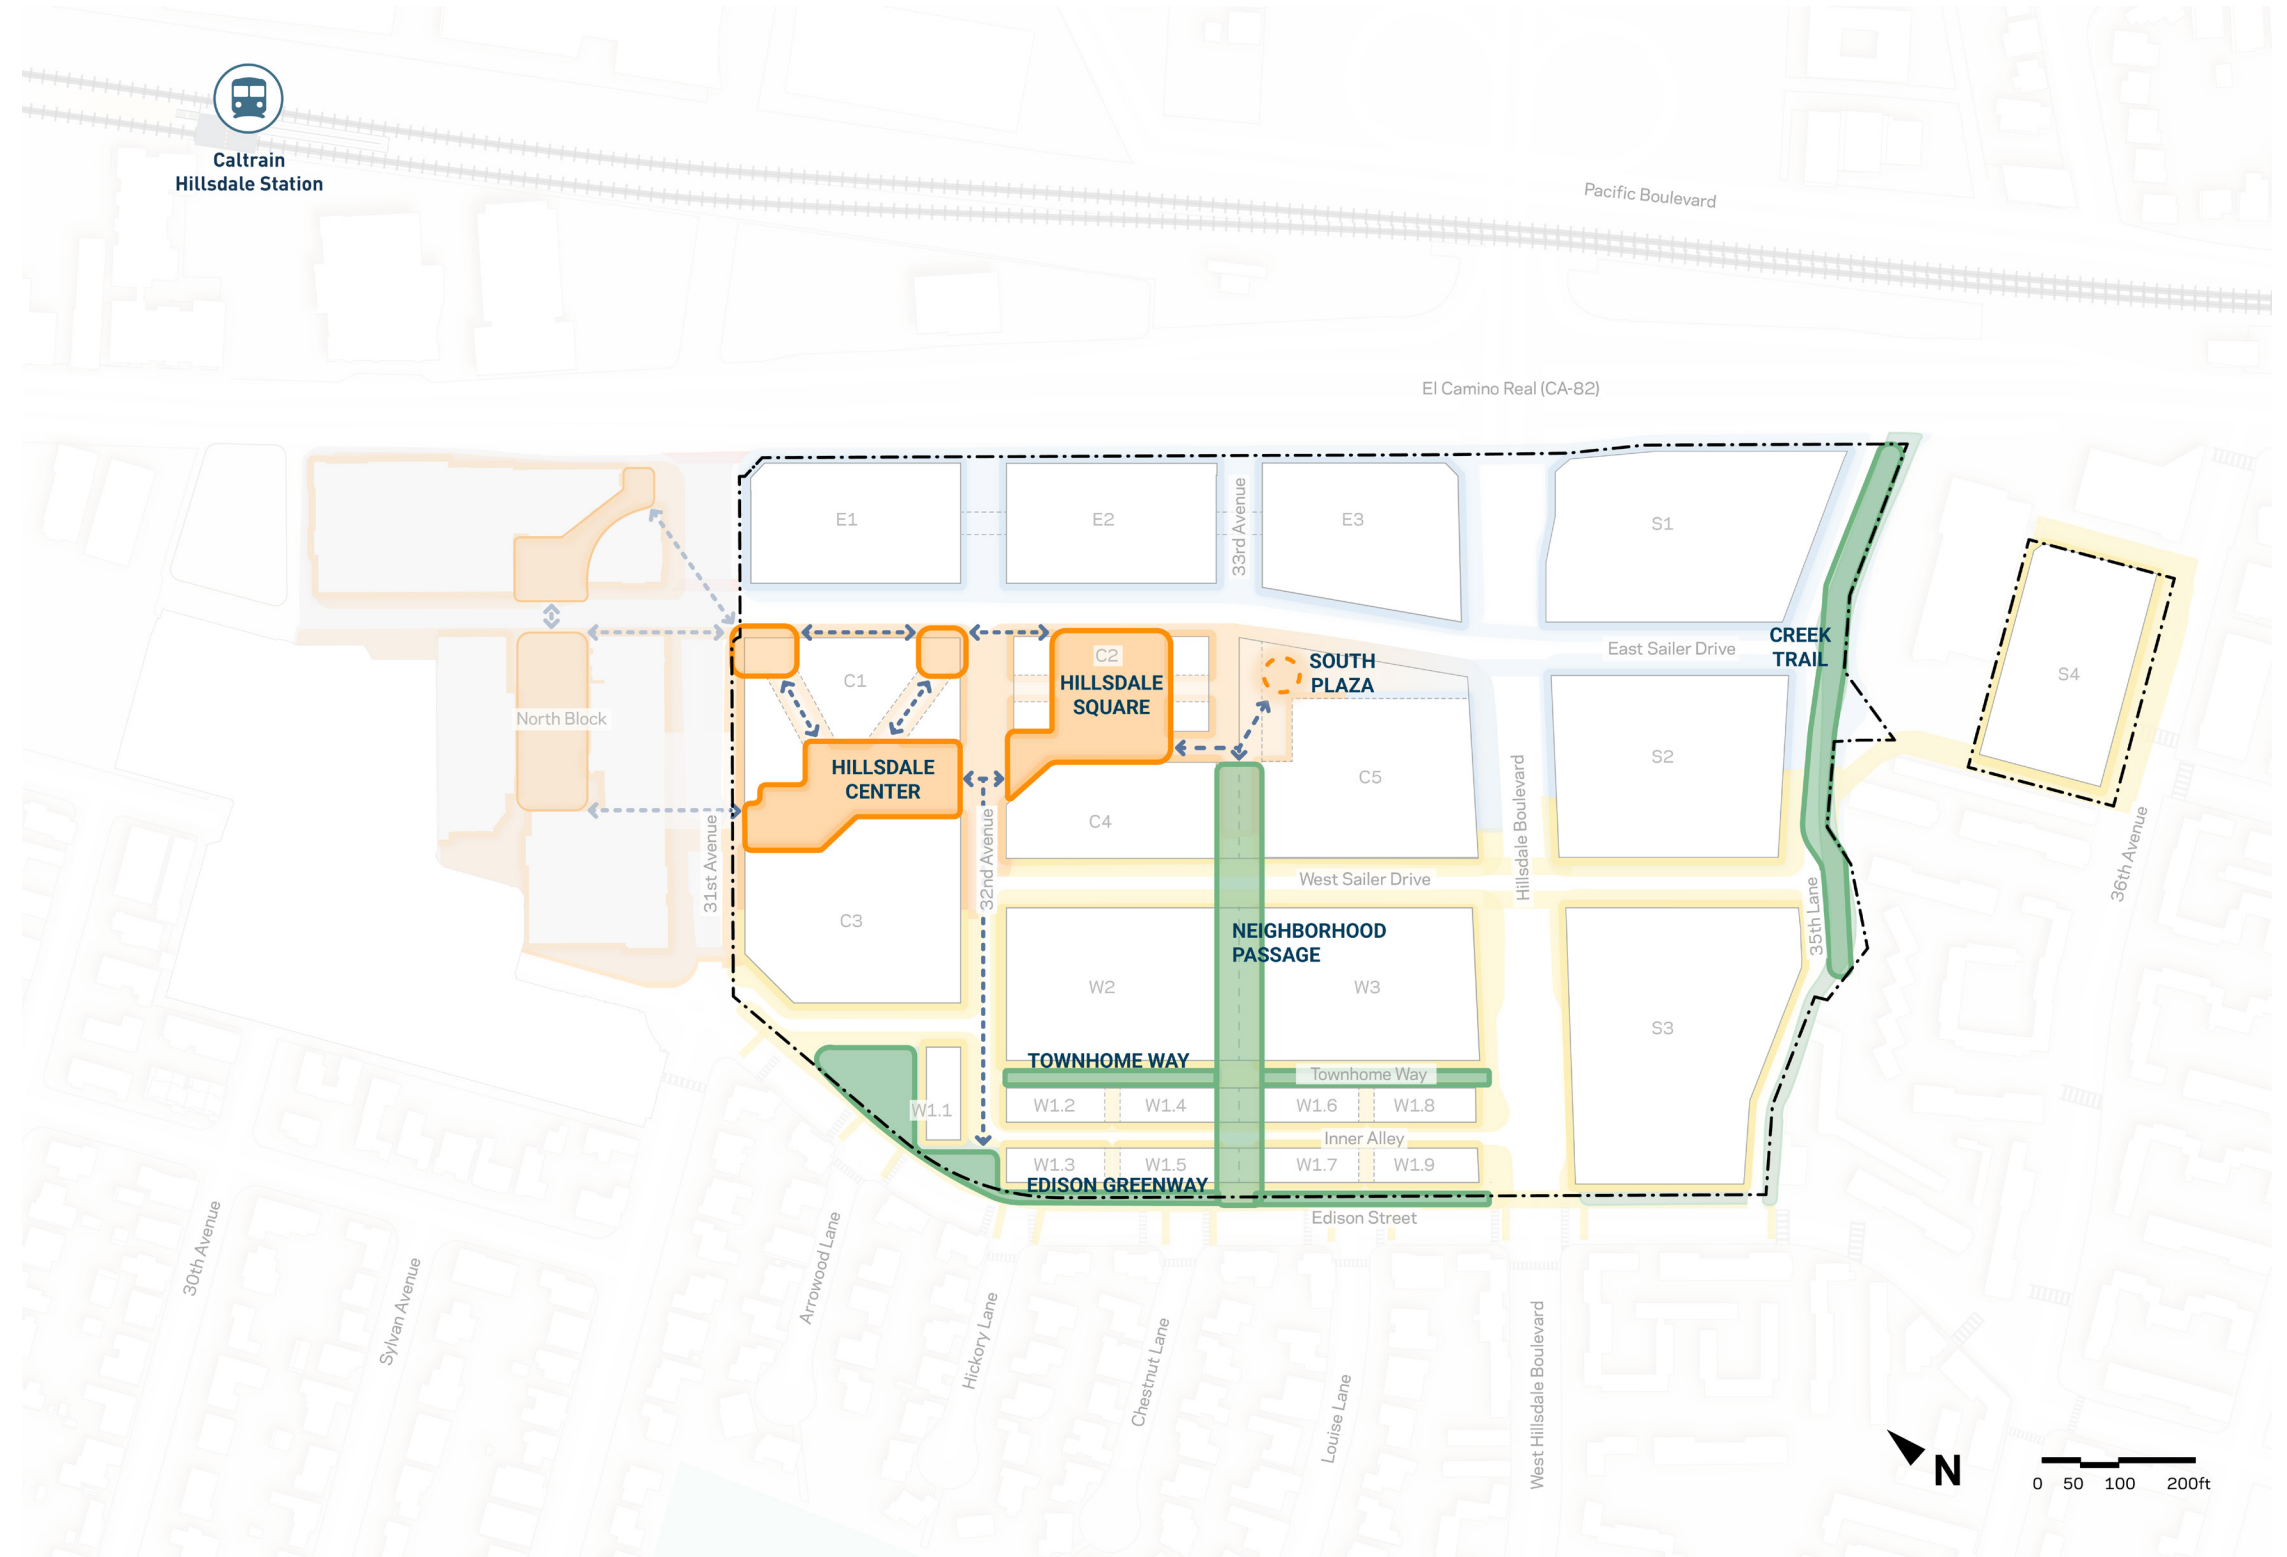 Caltrain
Hillsdale Station
Pacific Boulevard
El Camino Real (CA-82)
E1
E2
33rd Avenue
E3
S1
CREEK
TRAIL
East Sailer Drive
SOUTH
PLAZA
C1
C2
HILLSDALE
SQUARE
S4
North Block
HILLSDALE
CENTER
C4
C5
S2
Hillsdale Boulevard
31st Avenue
32nd Avenue
36th Avenue
West Sailer Drive
C3
NEIGHBORHOOD
PASSAGE
35th Lane
W2
W3
S3
TOWNHOME WAY
Townhome Way
W1.1
W1.2
W1.4
W1.6
W1.8
Inner Alley
W1.3
W1.5
W1.7
W1.9
EDISON GREENWAY
Edison Street
30th Avenue
Sylvan Avenue
Arrowood Lane
Hickory Lane
Chestnut Lane
Louise Lane
West Hillsdale Boulevard
N
0 50 100 200ft